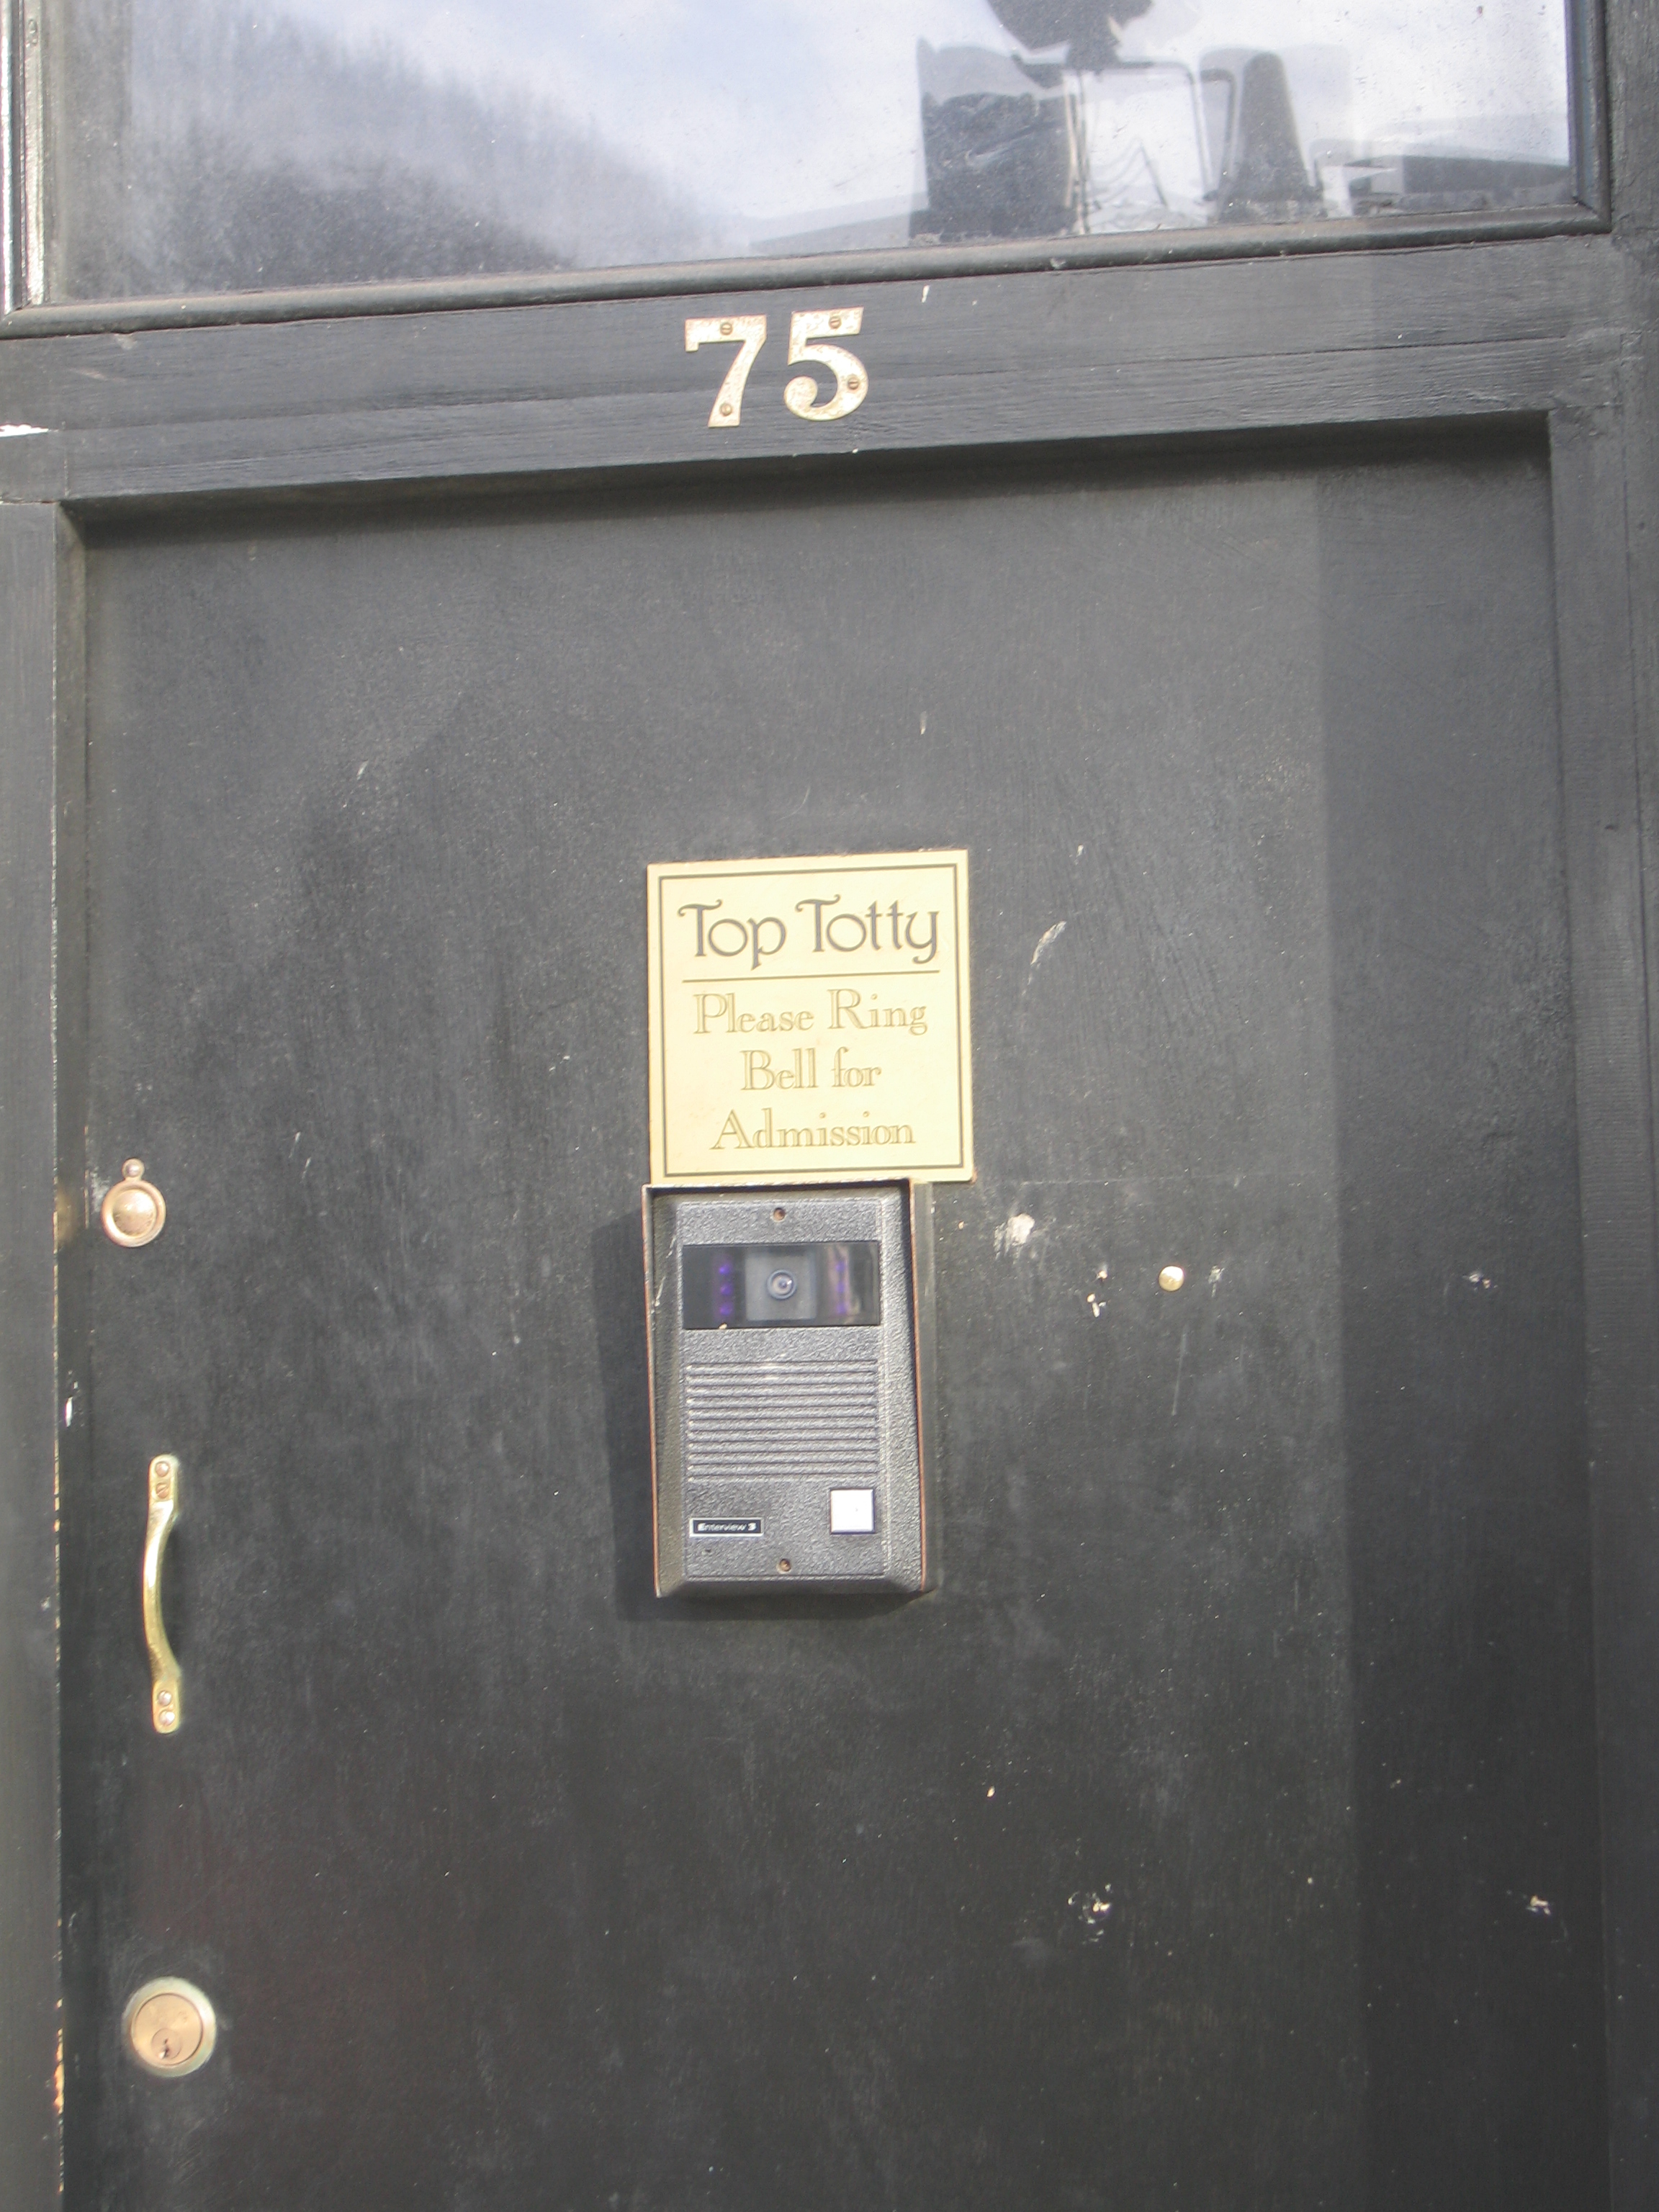 75
Top Totty
Please Ring
Bell for
Admission
Enterview 3